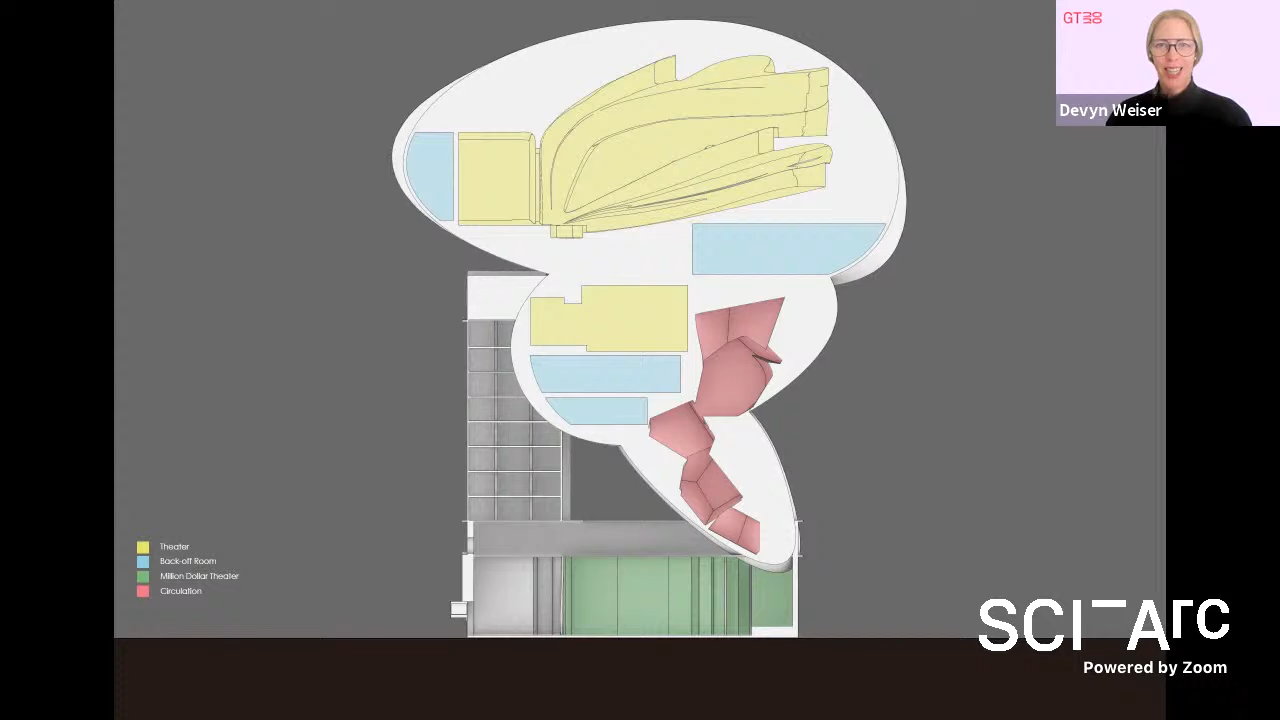 GT38
Devyn Weiser
Theater
Back-off Room
Million Dollar Theater
Circulation
SCI-Arc
Powered by Zoom